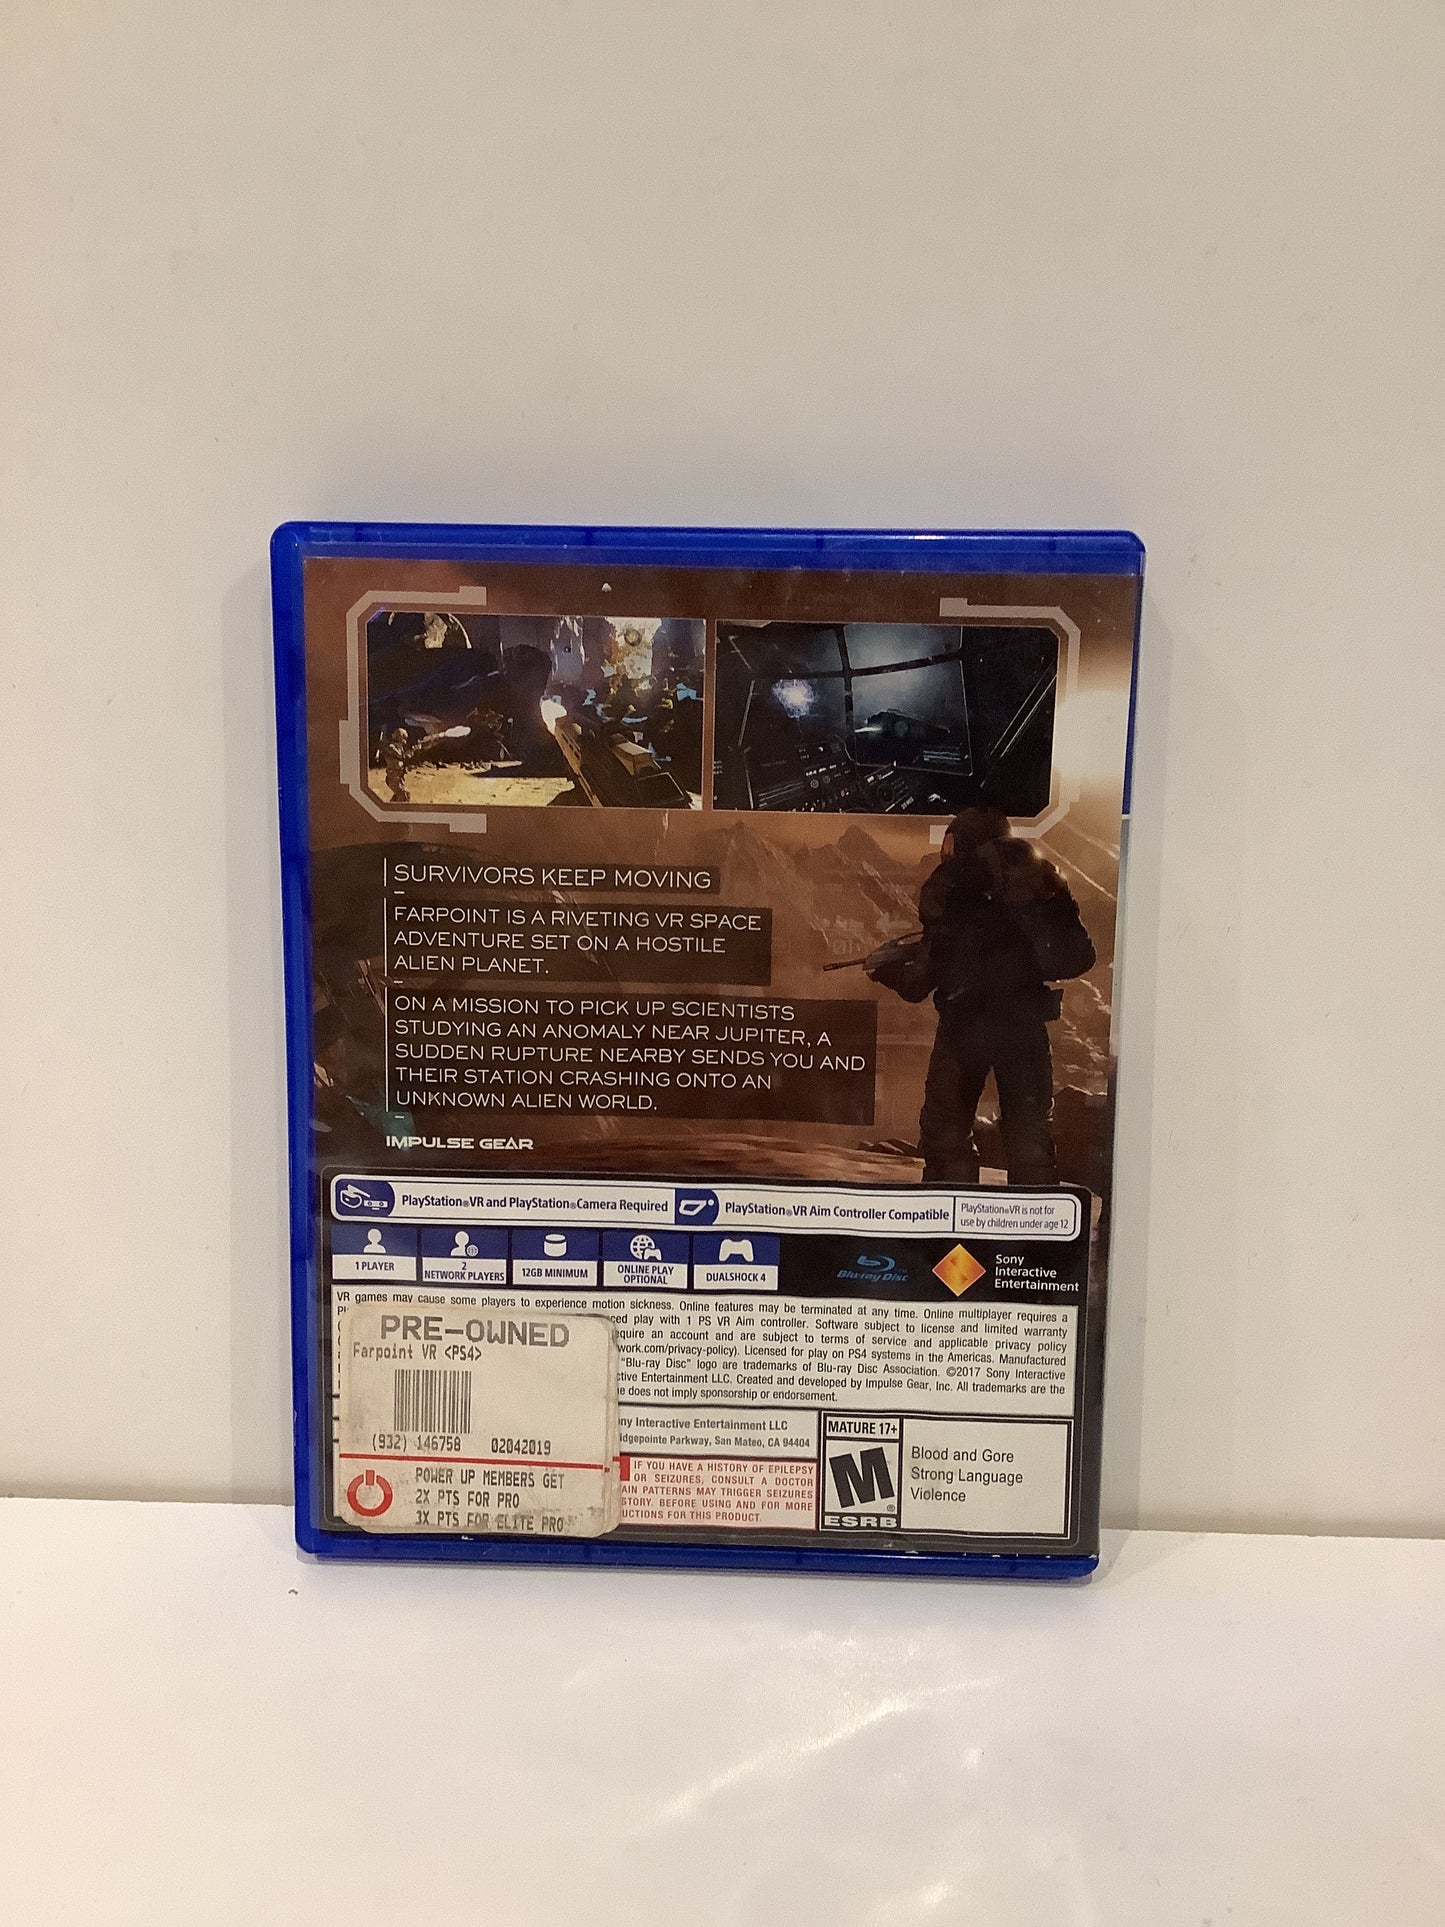 SURVIVORS KEEP MOVING
FARPOINT IS A RIVETING VR SPACE
ADVENTURE SET ON A HOSTILE
ALIEN PLANET.
ON A MISSION TO PICK UP SCIENTISTS
STUDYING AN ANOMALY NEAR JUPITER, A
SUDDEN RUPTURE NEARBY SENDS YOU AND
THEIR STATION CRASHING ONTO AN
UNKNOWN ALIEN WORLD.
IMPULSE GEAR
PlayStation®VR and PlayStation®Camera Required
PlayStation®VR Aim Controller Compatible
PlayStation®VR is not for
use by children under age 12
1 PLAYER
2
NETWORK PLAYERS
12GB MINIMUM
ONLINE PLAY
OPTIONAL
DUALSHOCK 4
Blu-ray Disc
Sony
Interactive
Entertainment
VR games may cause some players to experience motion sickness. Online features may be terminated at any time. Online multiplayer requires a
play with 1 PS VR Aim controller. Software subject to license and limited warranty
an account and are subject to terms of service and applicable privacy policy
work.com/privacy-policy). Licensed for play on PS4 systems in the Americas. Manufactured
"Blu-ray Disc" logo are trademarks of Blu-ray Disc Association. ©2017 Sony Interactive
Entertainment LLC. Created and developed by Impulse Gear, Inc. All trademarks are the
does not imply sponsorship or endorsement.
PRE-OWNED
Farpoint VR <PS4>
(932) 146758 02042019
POWER UP MEMBERS GET
2X PTS FOR PRO
3X PTS FOR ELITE PRO
ny Interactive Entertainment LLC
idgepointe Parkway, San Mateo, CA 94404
IF YOU HAVE A HISTORY OF EPILEPSY
OR SEIZURES, CONSULT A DOCTOR
AIN PATTERNS MAY TRIGGER SEIZURES
STORY. BEFORE USING AND FOR MORE
UCTIONS FOR THIS PRODUCT.
MATURE 17+
M
®
ESRB
Blood and Gore
Strong Language
Violence